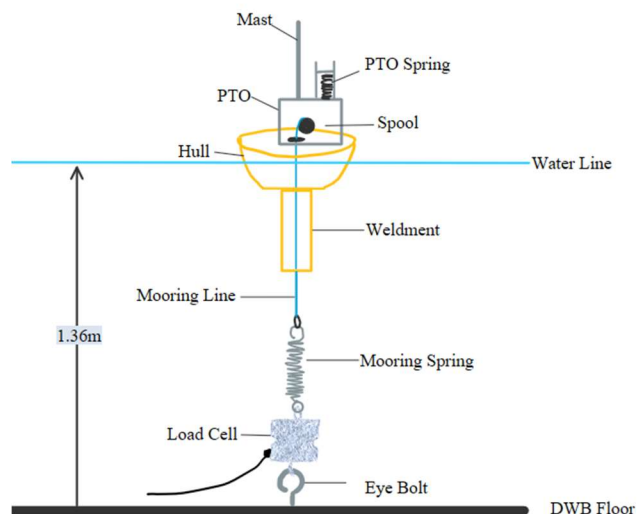 Mast
PTO Spring
PTO
Spool
Hull
Water Line
Weldment
Mooring Line
1.36m
Mooring Spring
Load Cell
Eye Bolt
DWB Floor